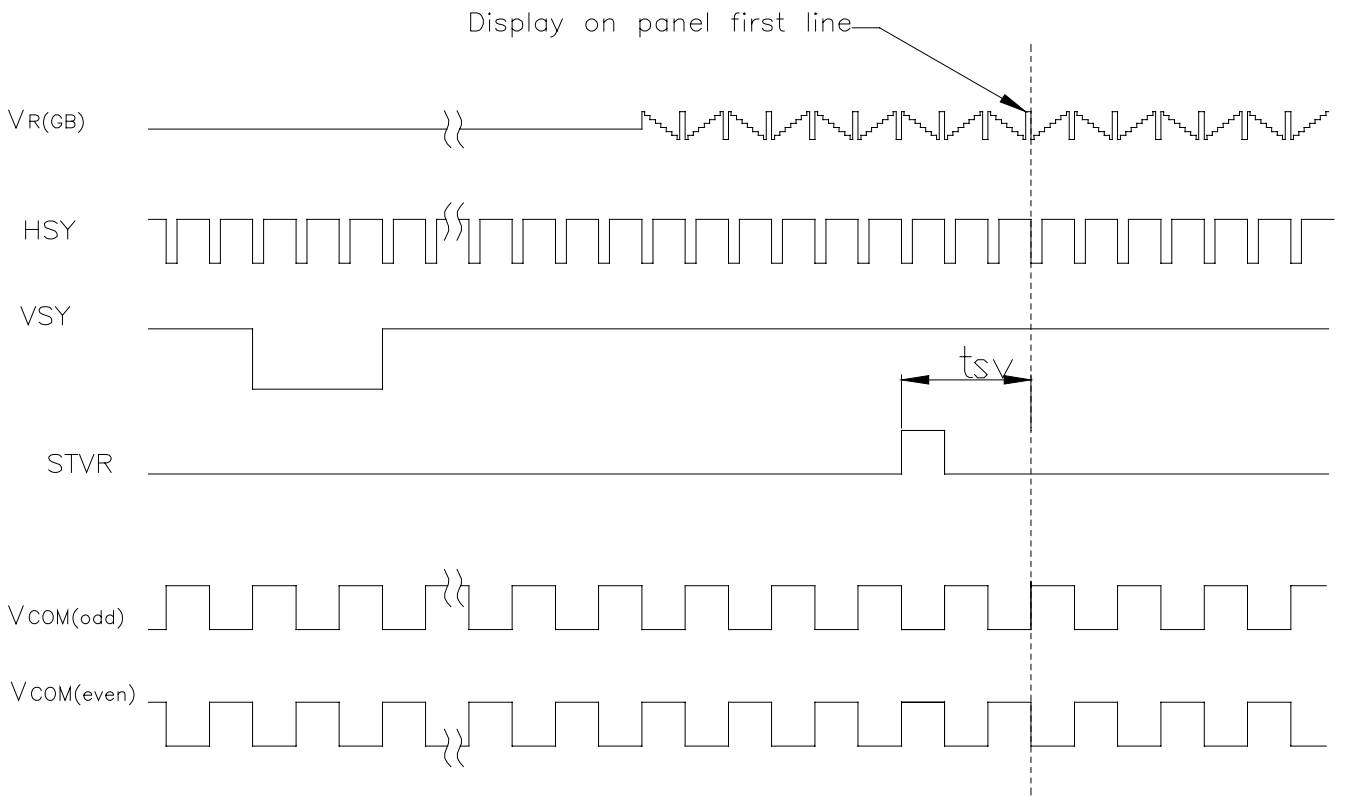 Display on panel first line
VR(GB)
HSY
VSY
tsv
STVR
VCOM(odd)
VCOM(even)